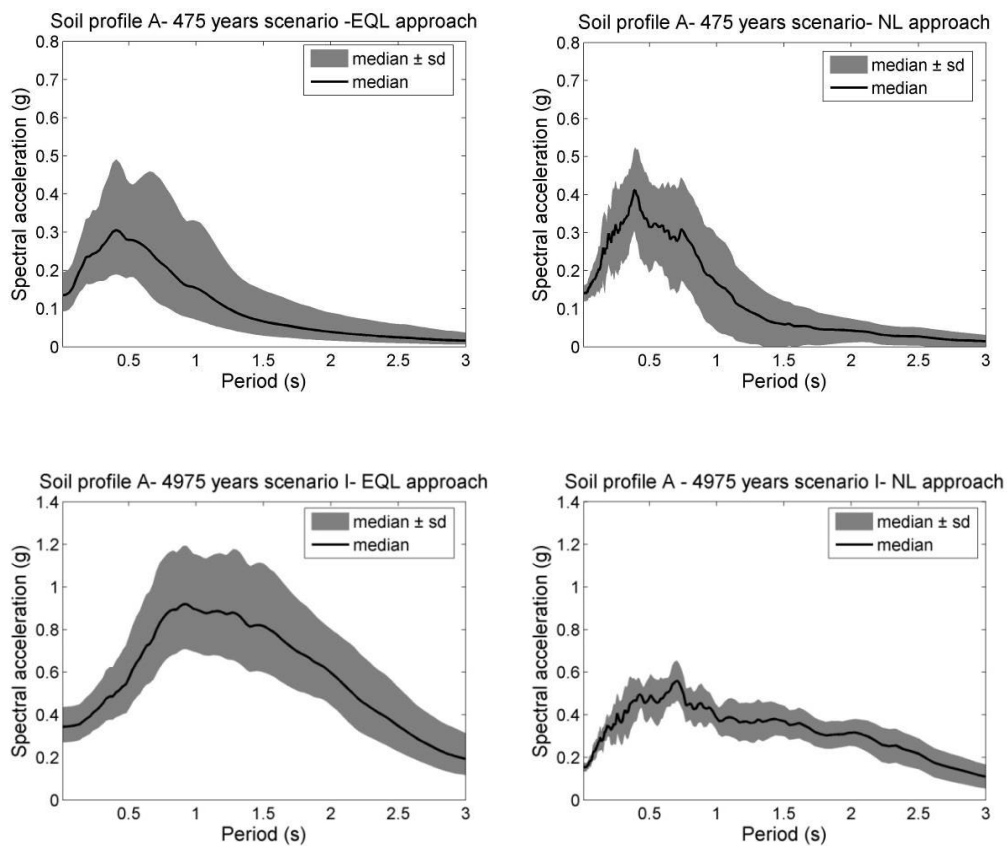 Soil profile A- 475 years scenario -EQL approach
0.8
0.7
0.6
0.5
0.4
0.3
0.2
0.1
0
Spectral acceleration (g)
median ± sd
median
0.5
1
1.5
2
2.5
3
Period (s)
Soil profile A- 475 years scenario- NL approach
0.8
0.7
0.6
0.5
0.4
0.3
0.2
0.1
0
Spectral acceleration (g)
median ± sd
median
0.5
1
1.5
2
2.5
3
Period (s)
Soil profile A- 4975 years scenario I- EQL approach
1.4
1.2
1
0.8
0.6
0.4
0.2
0
Spectral acceleration (g)
median ± sd
median
0.5
1
1.5
2
2.5
3
Period (s)
Soil profile A - 4975 years scenario I- NL approach
1.4
1.2
1
0.8
0.6
0.4
0.2
0
Spectral acceleration (g)
median ± sd
median
0.5
1
1.5
2
2.5
3
Period (s)